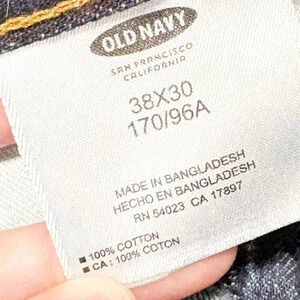 OLD NAVY
SAN FRANCISCO
CALIFORNIA
38X30
170/96A
MADE IN BANGLADESH
HECHO EN BANGLADESH
RN 54023 CA 17897
■ 100% COTTON
■ CA : 100% COTON